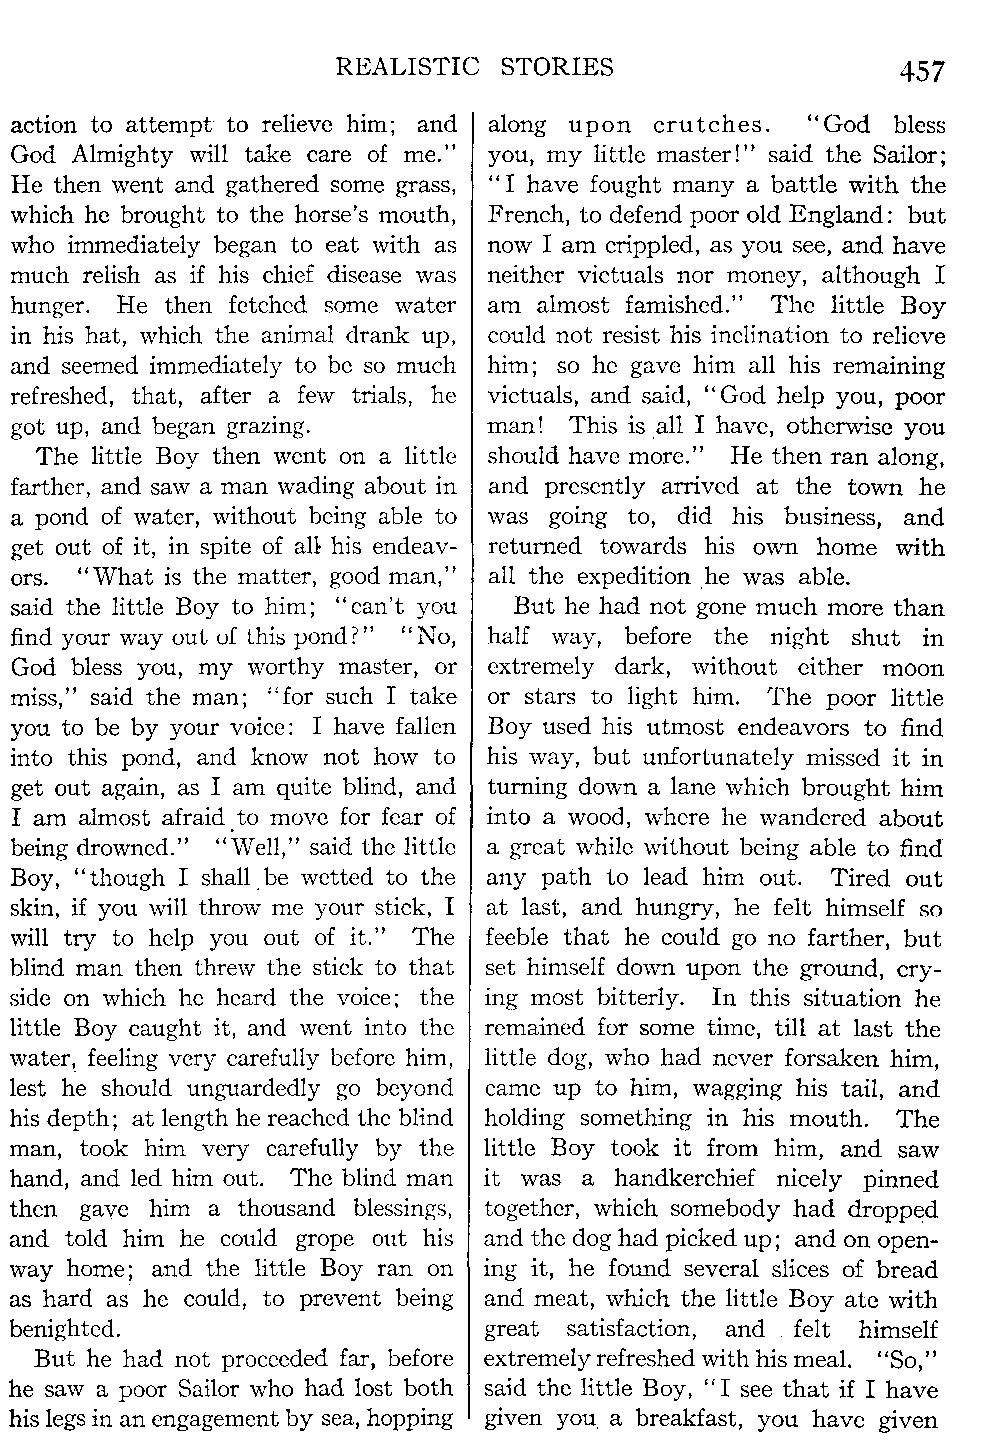 REALISTIC STORIES
457
action to attempt to relieve him; and
God Almighty will take care of me."
He then went and gathered some grass,
which he brought to the horse's mouth,
who immediately began to eat with as
much relish as if his chief disease was
hunger. He then fetched some water
in his hat, which the animal drank up,
and seemed immediately to be so much
refreshed, that, after a few trials, he
got up, and began grazing.
The little Boy then went on a little
farther, and saw a man wading about in
a pond of water, without being able to
get out of it, in spite of all his endeav-
ors. "What is the matter, good man,"
said the little Boy to him; "can't you
find your way out of this pond?" "No,
God bless you, my worthy master, or
miss," said the man; "for such I take
you to be by your voice: I have fallen
into this pond, and know not how to
get out again, as I am quite blind, and
I am almost afraid to move for fear of
being drowned." "Well," said the little
Boy, "though I shall be wetted to the
skin, if you will throw me your stick, I
will try to help you out of it." The
blind man then threw the stick to that
side on which he heard the voice; the
little Boy caught it, and went into the
water, feeling very carefully before him,
lest he should unguardedly go beyond
his depth; at length he reached the blind
man, took him very carefully by the
hand, and led him out. The blind man
then gave him a thousand blessings,
and told him he could grope out his
way home; and the little Boy ran on
as hard as he could, to prevent being
benighted.
But he had not proceeded far, before
he saw a poor Sailor who had lost both
his legs in an engagement by sea, hopping
along upon crutches. "God bless
you, my little master!" said the Sailor;
"I have fought many a battle with the
French, to defend poor old England: but
now I am crippled, as you see, and have
neither victuals nor money, although I
am almost famished." The little Boy
could not resist his inclination to relieve
him; so he gave him all his remaining
victuals, and said, "God help you, poor
man! This is all I have, otherwise you
should have more." He then ran along,
and presently arrived at the town he
was going to, did his business, and
returned towards his own home with
all the expedition he was able.
But he had not gone much more than
half way, before the night shut in
extremely dark, without either moon
or stars to light him. The poor little
Boy used his utmost endeavors to find
his way, but unfortunately missed it in
turning down a lane which brought him
into a wood, where he wandered about
a great while without being able to find
any path to lead him out. Tired out
at last, and hungry, he felt himself so
feeble that he could go no farther, but
set himself down upon the ground, cry-
ing most bitterly. In this situation he
remained for some time, till at last the
little dog, who had never forsaken him,
came up to him, wagging his tail, and
holding something in his mouth. The
little Boy took it from him, and saw
it was a handkerchief nicely pinned
together, which somebody had dropped
and the dog had picked up; and on open-
ing it, he found several slices of bread
and meat, which the little Boy ate with
great satisfaction, and felt himself
extremely refreshed with his meal. "So,"
said the little Boy, "I see that if I have
given you a breakfast, you have given